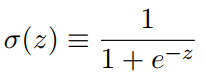 σ(z) ≡ 1 / (1 + e^{-z})